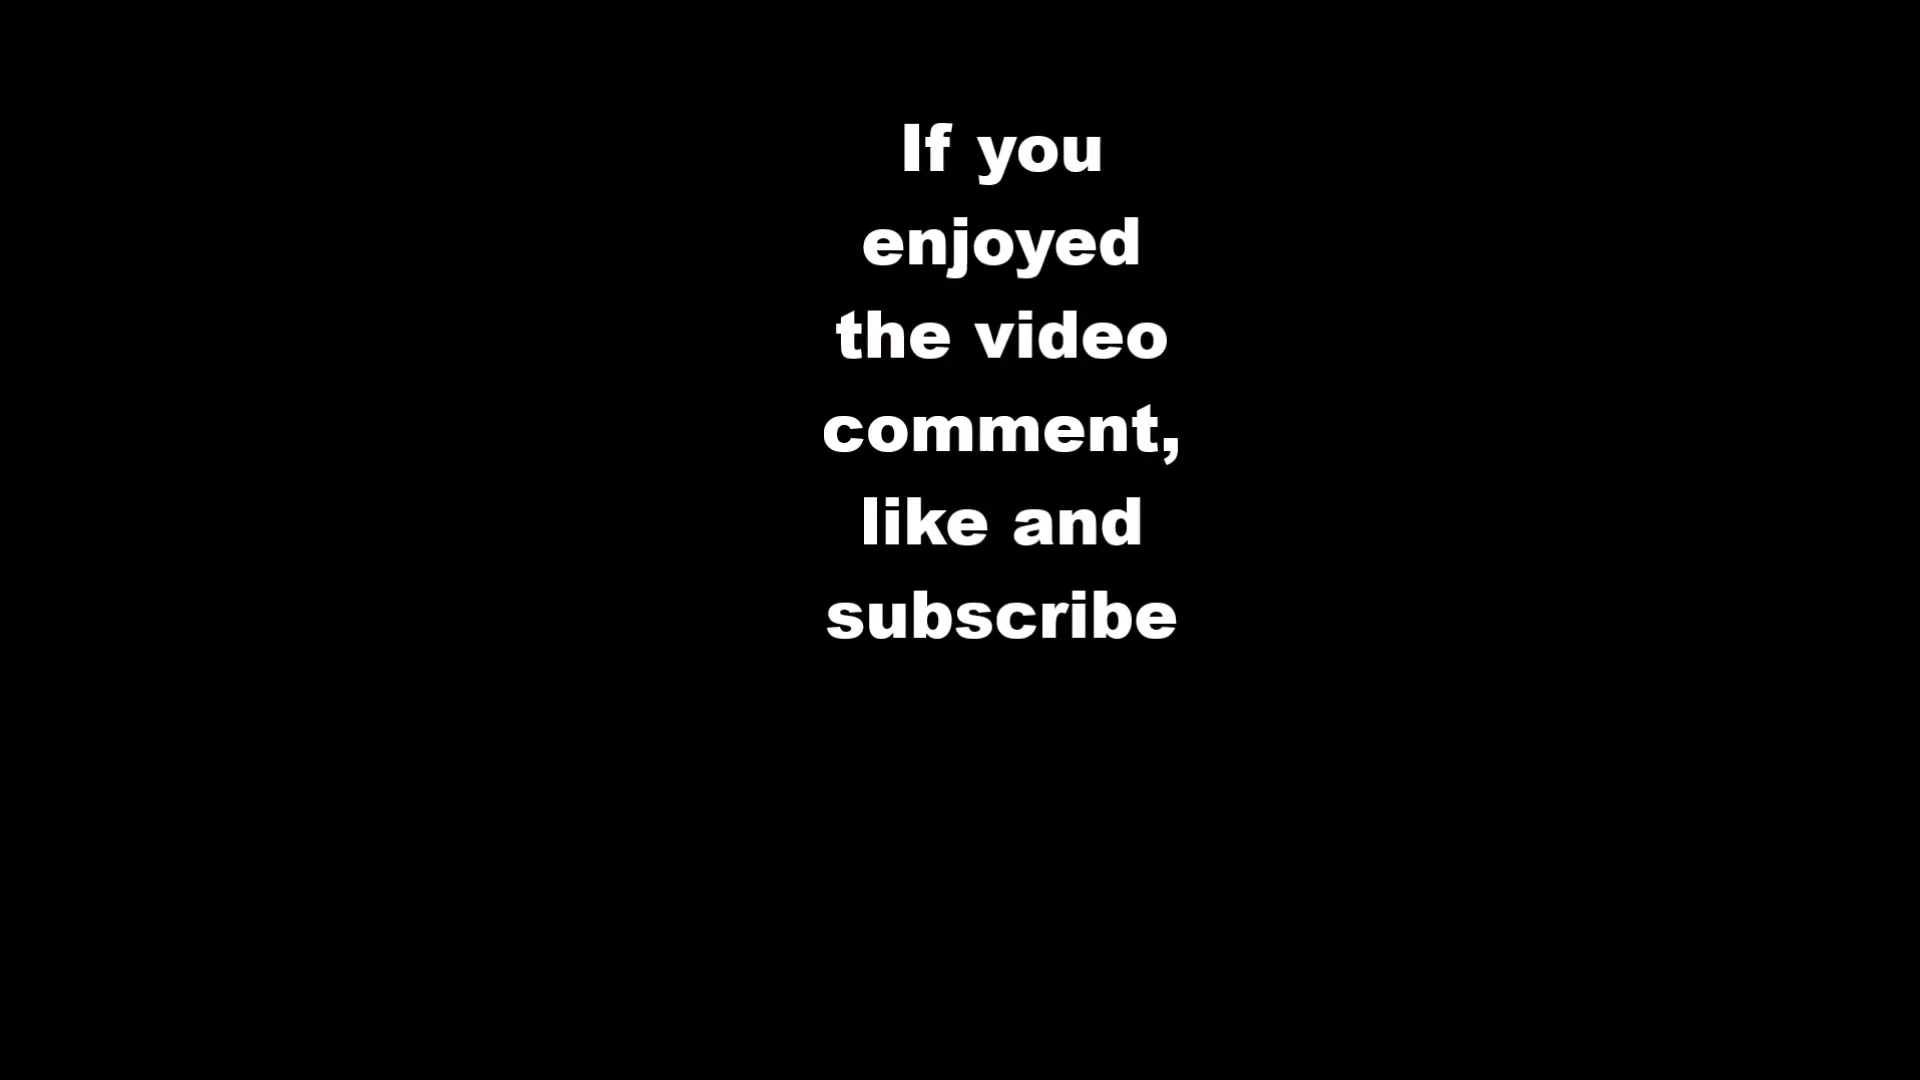 If you
enjoyed
the video
comment,
like and
subscribe